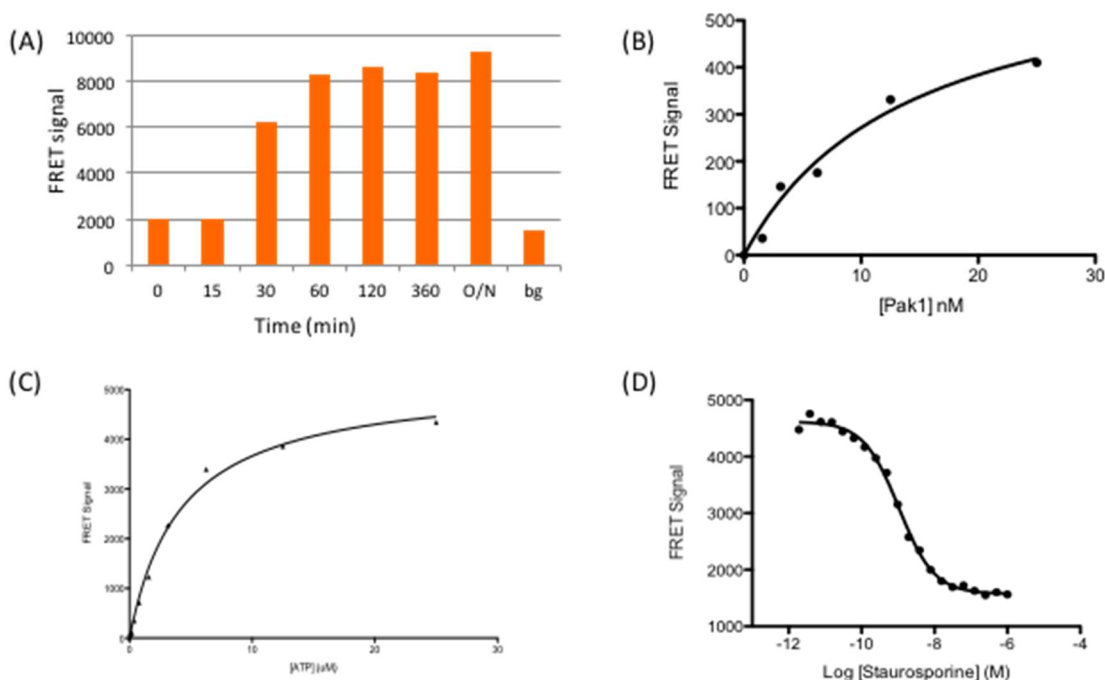 (A)
FRET signal
10000
8000
6000
4000
2000
0
0 15 30 60 120 360 O/N bg
Time (min)
(B)
FRET Signal
500
400
300
200
100
0
0 10 20 30
[Pak1] nM
(C)
FRET Signal
5000
4000
3000
2000
1000
0
0 10 20 30
[ATP] (uM)
(D)
FRET Signal
5000
4000
3000
2000
1000
-12 -10 -8 -6 -4
Log [Staurosporine] (M)